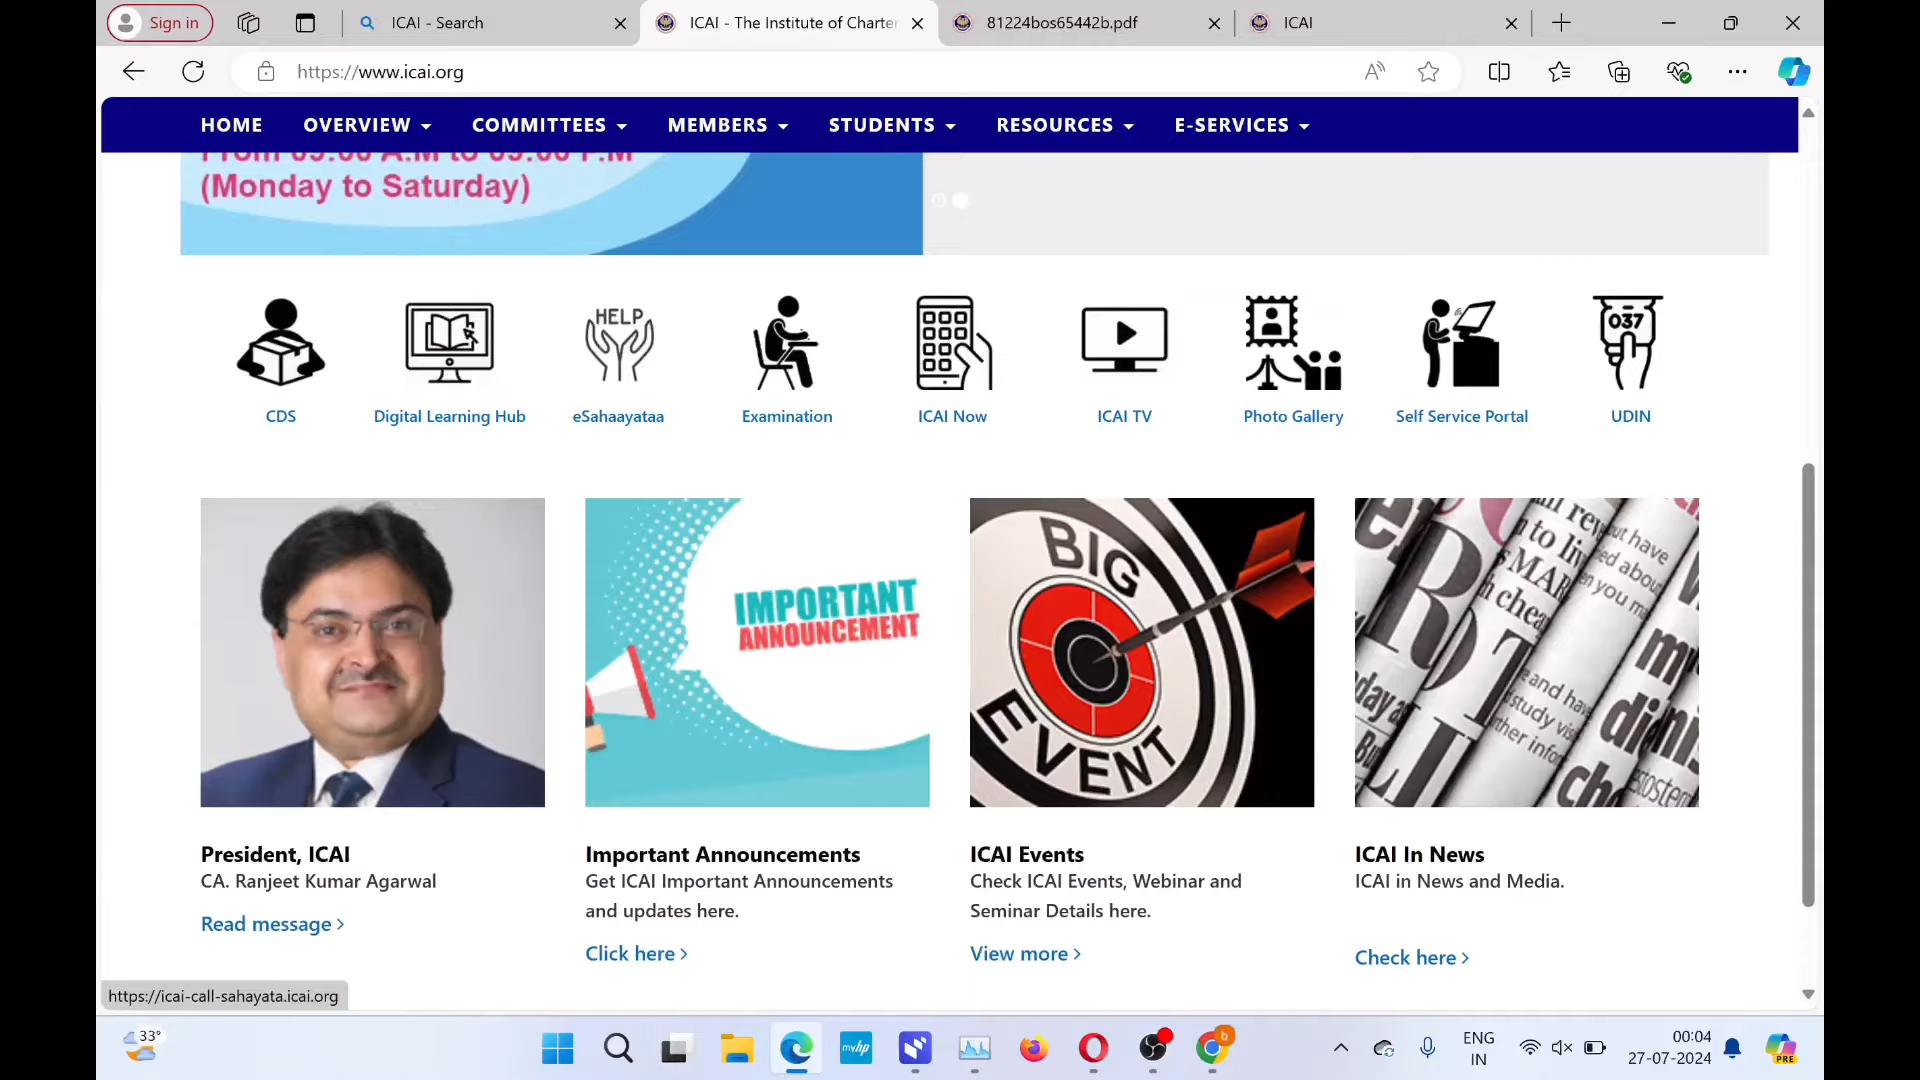 Sign in
ICAI - Search
ICAI - The Institute of Charter
81224bos65442b.pdf
ICAI
https://www.icai.org
HOME OVERVIEW COMMITTEES MEMBERS STUDENTS RESOURCES E-SERVICES
(Monday to Saturday)
HELP
037
CDS
Digital Learning Hub
eSahaayataa
Examination
ICAI Now
ICAI TV
Photo Gallery
Self Service Portal
UDIN
IMPORTANT
ANNOUNCEMENT
BIG
EVENT
President, ICAI
CA. Ranjeet Kumar Agarwal
Read message
Important Announcements
Get ICAI Important Announcements
and updates here.
Click here
ICAI Events
Check ICAI Events, Webinar and
Seminar Details here.
View more
ICAI In News
ICAI in News and Media.
Check here
https://icai-call-sahayata.icai.org
33°
myhp
b
ENG
IN
00:04
27-07-2024
PRE